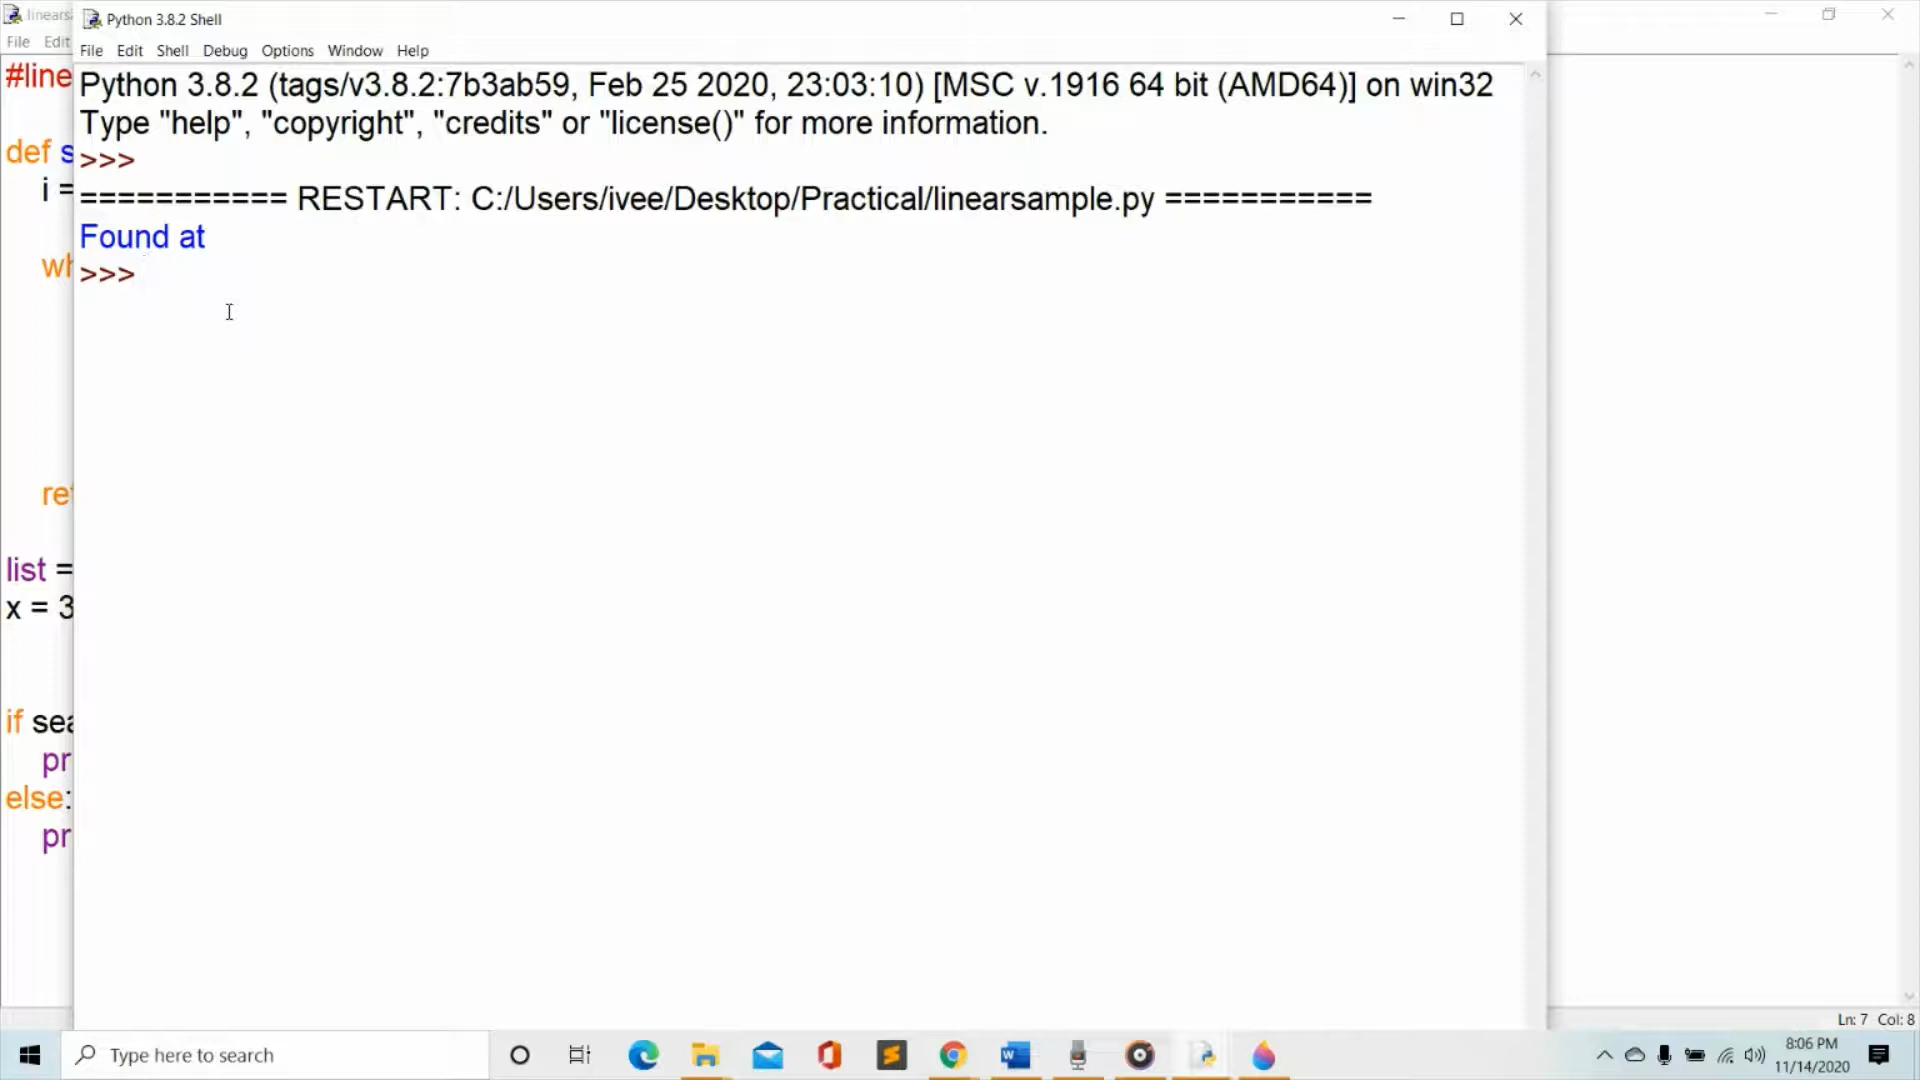 Python 3.8.2 Shell
File Edit Shell Debug Options Window Help
Python 3.8.2 (tags/v3.8.2:7b3ab59, Feb 25 2020, 23:03:10) [MSC v.1916 64 bit (AMD64)] on win32
Type "help", "copyright", "credits" or "license()" for more information.
>>>
=========== RESTART: C:/Users/ivee/Desktop/Practical/linearsample.py ===========
Found at
>>>
File Edit
#line
def s
i =
ret
list =
x = 3
if sea
pr
else:
pr
Ln: 7 Col: 8
Type here to search
8:06 PM
11/14/2020